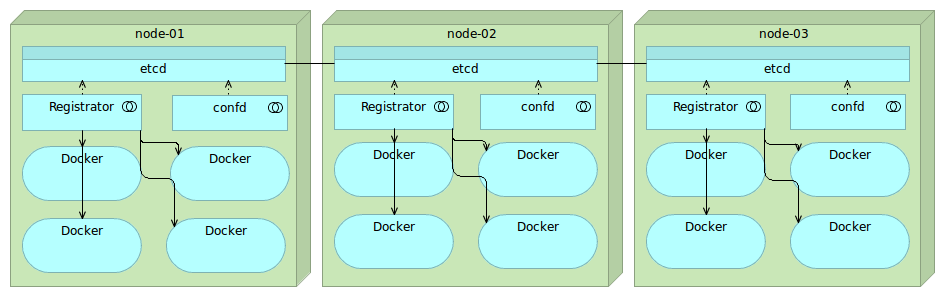 node-01
etcd
Registrator
confd
Docker
Docker
Docker
Docker
node-02
etcd
Registrator
confd
Docker
Docker
Docker
Docker
node-03
etcd
Registrator
confd
Docker
Docker
Docker
Docker